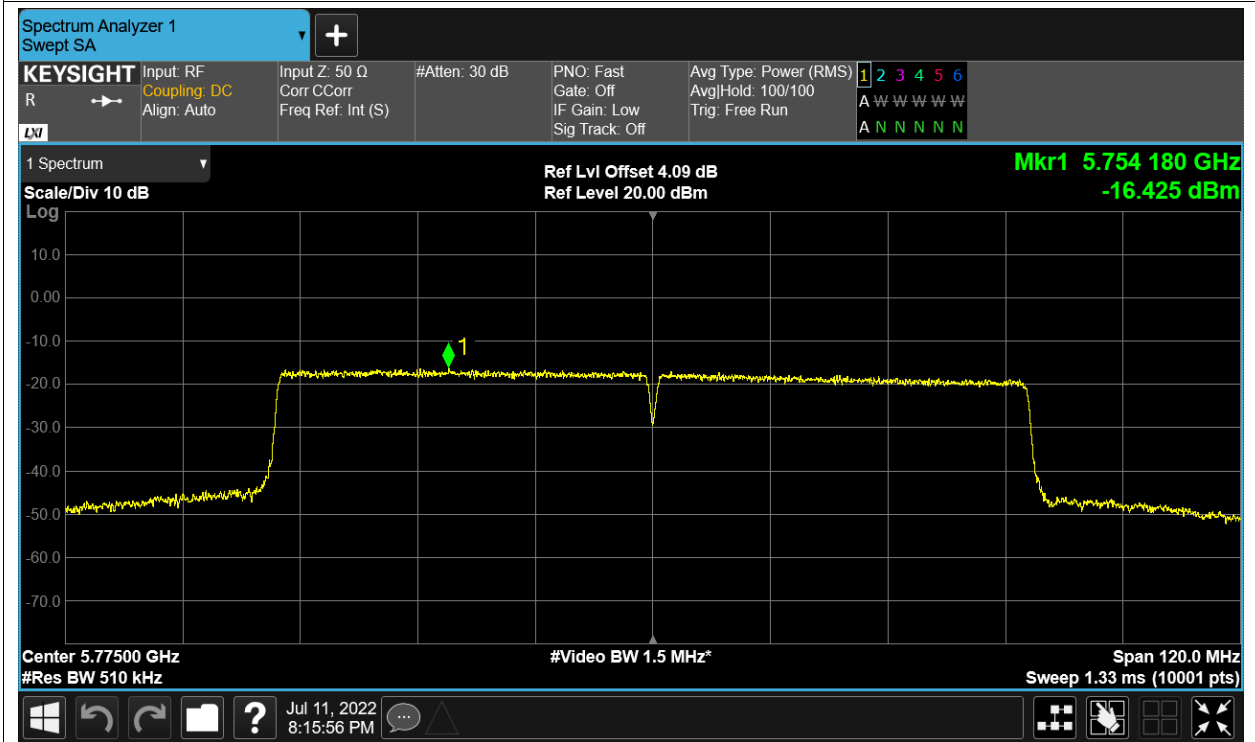 Spectrum Analyzer 1
Swept SA
+
KEYSIGHT
R
LXI
Input: RF
Coupling: DC
Align: Auto
Input Z: 50 Ω
Corr CCorr
Freq Ref: Int (S)
#Atten: 30 dB
PNO: Fast
Gate: Off
IF Gain: Low
Sig Track: Off
Avg Type: Power (RMS)
Avg|Hold: 100/100
Trig: Free Run
1 2 3 4 5 6
A W W W W W
A N N N N N
1 Spectrum
Scale/Div 10 dB
Log
Ref Lvl Offset 4.09 dB
Ref Level 20.00 dBm
Mkr1 5.754 180 GHz
-16.425 dBm
10.0
0.00
-10.0
-20.0
-30.0
-40.0
-50.0
-60.0
-70.0
1
Center 5.77500 GHz
#Res BW 510 kHz
#Video BW 1.5 MHz*
Span 120.0 MHz
Sweep 1.33 ms (10001 pts)
?
Jul 11, 2022
8:15:56 PM